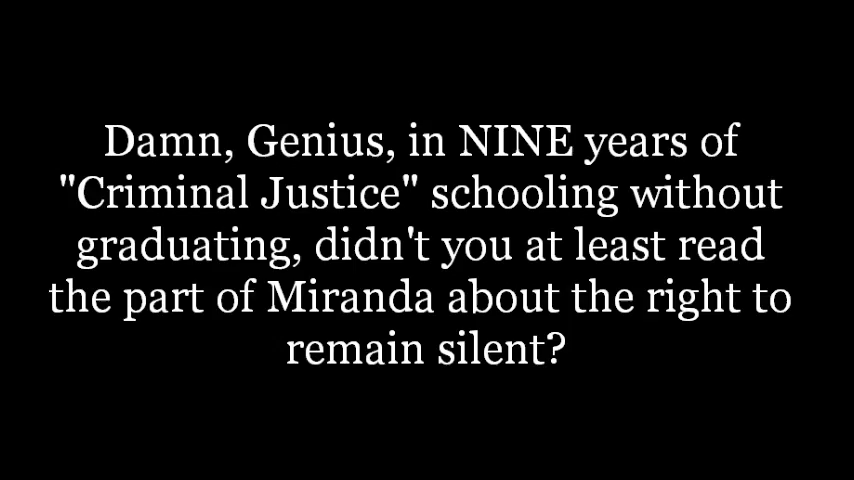 Damn, Genius, in NINE years of
"Criminal Justice" schooling without
graduating, didn't you at least read
the part of Miranda about the right to
remain silent?